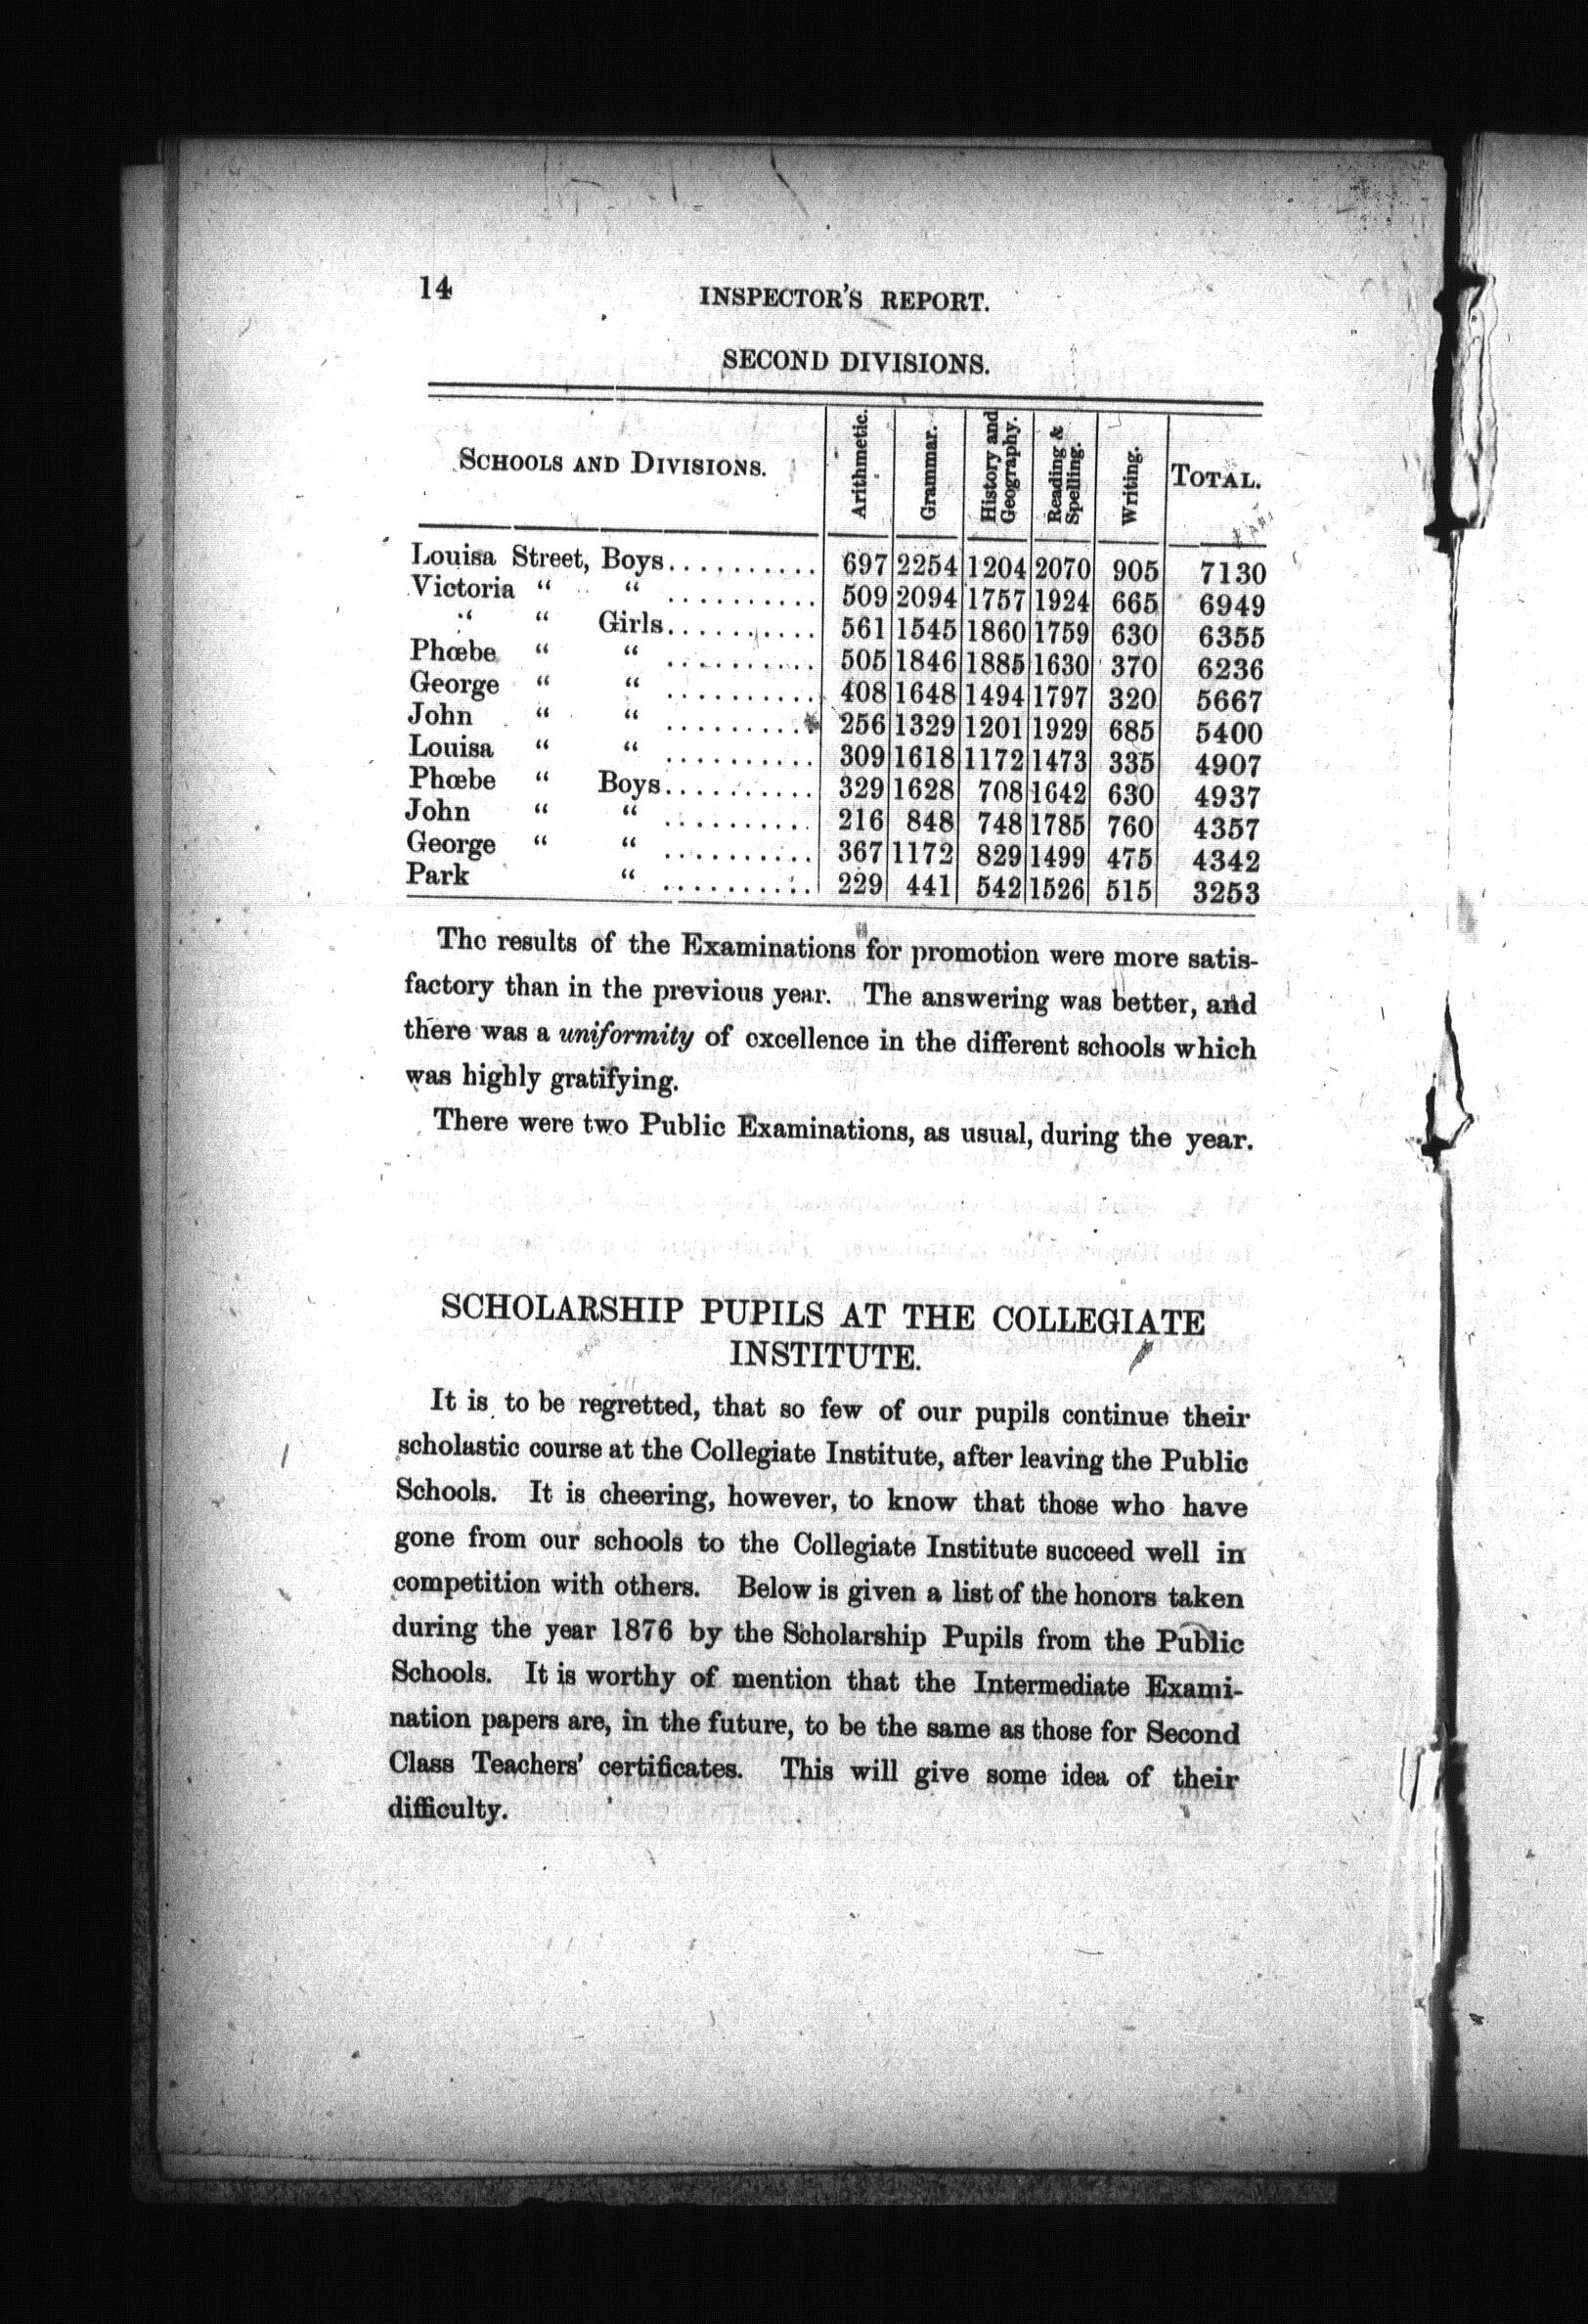 14
INSPECTOR'S REPORT.
SECOND DIVISIONS.
SCHOOLS AND DIVISIONS. Arithmetic. Grammar. History and Geography. Reading & Spelling. Writing. TOTAL.
Louisa Street, Boys.......... 697 2254 1204 2070 905 7130
Victoria “ “ .......... 509 2094 1757 1924 665 6949
“ “ Girls.......... 561 1545 1860 1759 630 6355
Phœbe “ “ .......... 505 1846 1885 1630 370 6236
George “ “ .......... 408 1648 1494 1797 320 5667
John “ “ .......... 256 1329 1201 1929 685 5400
Louisa “ “ .......... 309 1618 1172 1473 335 4907
Phœbe “ Boys.......... 329 1628 708 1642 630 4937
John “ “ .......... 216 848 748 1785 760 4357
George “ “ .......... 367 1172 829 1499 475 4342
Park “ .......... 229 441 542 1526 515 3253
The results of the Examinations for promotion were more satis-
factory than in the previous year. The answering was better, and
there was a uniformity of excellence in the different schools which
was highly gratifying.
There were two Public Examinations, as usual, during the year.
SCHOLARSHIP PUPILS AT THE COLLEGIATE
INSTITUTE.
It is to be regretted, that so few of our pupils continue their
scholastic course at the Collegiate Institute, after leaving the Public
Schools. It is cheering, however, to know that those who have
gone from our schools to the Collegiate Institute succeed well in
competition with others. Below is given a list of the honors taken
during the year 1876 by the Scholarship Pupils from the Public
Schools. It is worthy of mention that the Intermediate Exami-
nation papers are, in the future, to be the same as those for Second
Class Teachers' certificates. This will give some idea of their
difficulty.